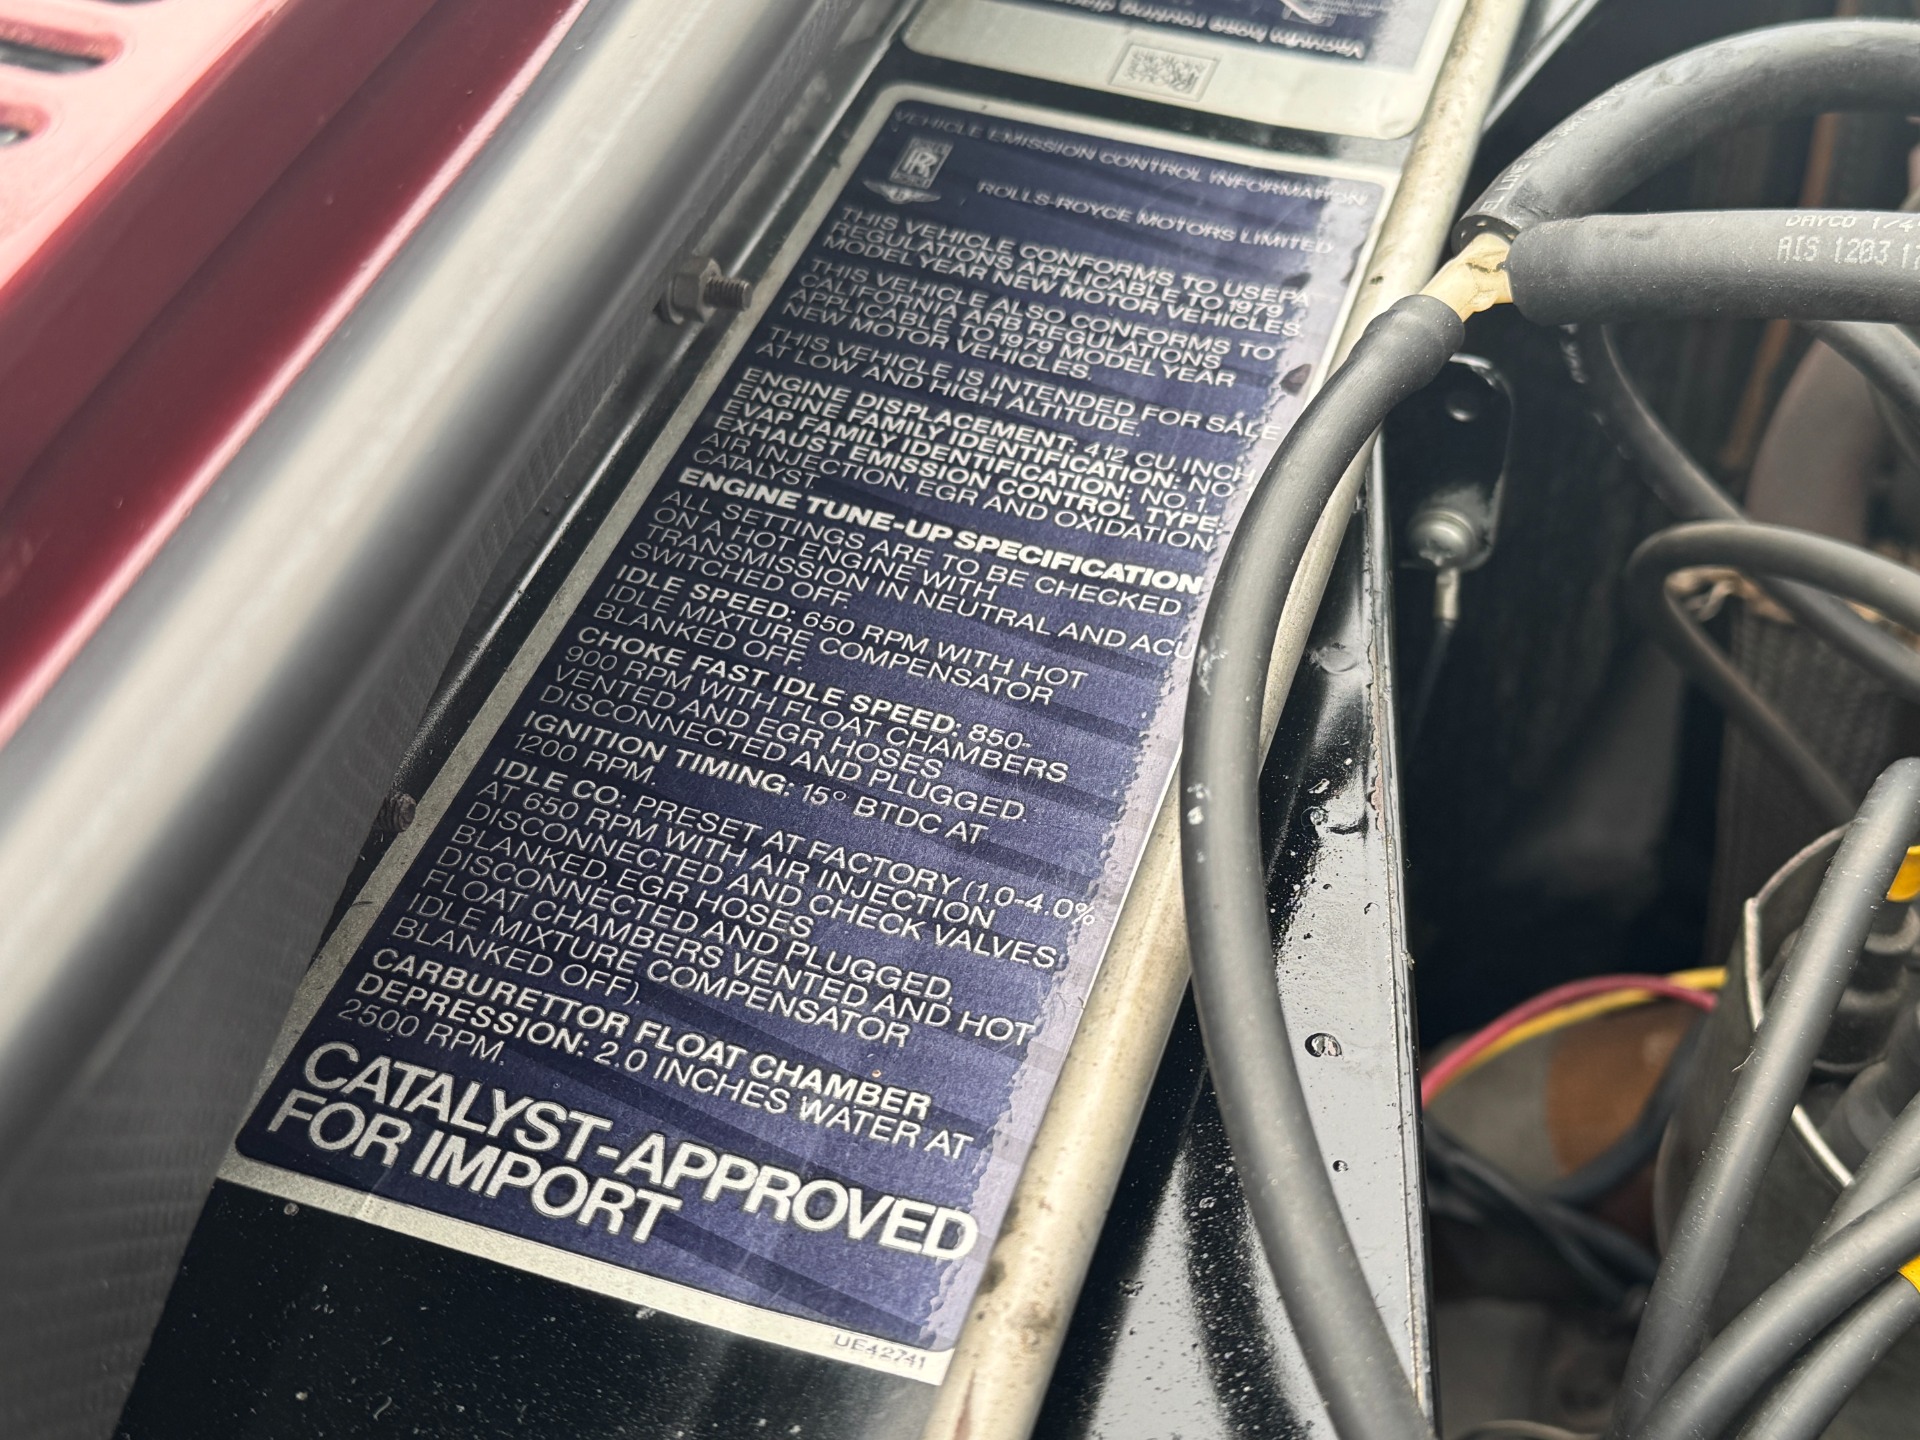 Vacuum hose routing
VEHICLE EMISSION CONTROL INFORMATION
ROLLS-ROYCE MOTORS LIMITED
THIS VEHICLE CONFORMS TO USEPA
REGULATIONS APPLICABLE TO 1979
MODEL YEAR NEW MOTOR VEHICLES.
THIS VEHICLE ALSO CONFORMS TO
CALIFORNIA ARB REGULATIONS
APPLICABLE TO 1979 MODEL YEAR
NEW MOTOR VEHICLES.
THIS VEHICLE IS INTENDED FOR SALE
AT LOW AND HIGH ALTITUDE.
ENGINE DISPLACEMENT: 412 CU.INCH
ENGINE FAMILY IDENTIFICATION: NO.
EVAP FAMILY IDENTIFICATION: NO.1.
EXHAUST EMISSION CONTROL TYPE:
AIR INJECTION, EGR AND OXIDATION
CATALYST.
ENGINE TUNE-UP SPECIFICATION
ALL SETTINGS ARE TO BE CHECKED
ON A HOT ENGINE WITH
TRANSMISSION IN NEUTRAL AND ACU
SWITCHED OFF.
IDLE SPEED: 650 RPM WITH HOT
IDLE MIXTURE COMPENSATOR
BLANKED OFF.
CHOKE FAST IDLE SPEED: 850-
900 RPM WITH FLOAT CHAMBERS
VENTED AND EGR HOSES
DISCONNECTED AND PLUGGED.
IGNITION TIMING: 15° BTDC AT
1200 RPM.
IDLE CO: PRESET AT FACTORY (1.0-4.0%
AT 650 RPM WITH AIR INJECTION
DISCONNECTED AND CHECK VALVES
BLANKED EGR HOSES
DISCONNECTED AND PLUGGED,
FLOAT CHAMBERS VENTED AND HOT
IDLE MIXTURE COMPENSATOR
BLANKED OFF).
CARBURETTOR FLOAT CHAMBER
DEPRESSION: 2.0 INCHES WATER AT
2500 RPM.
CATALYST-APPROVED
FOR IMPORT
UE42741
DAYCO 1/4